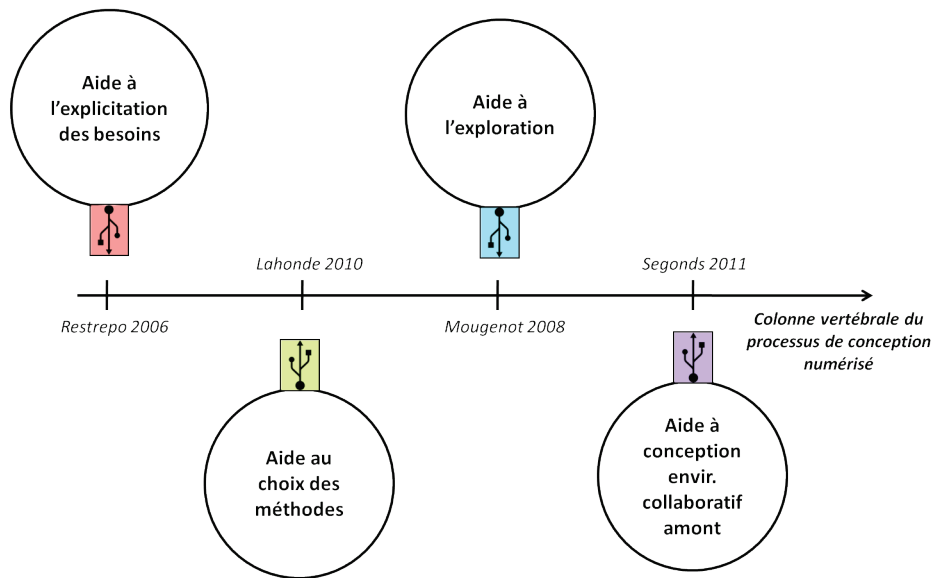 Aide à
l'explicitation
des besoins
Aide à
l'exploration
Lahonde 2010
Segonds 2011
Restrepo 2006
Mougenot 2008
Colonne vertébrale du
processus de conception
numérisé
Aide au
choix des
méthodes
Aide à
conception
envir.
collaboratif
amont